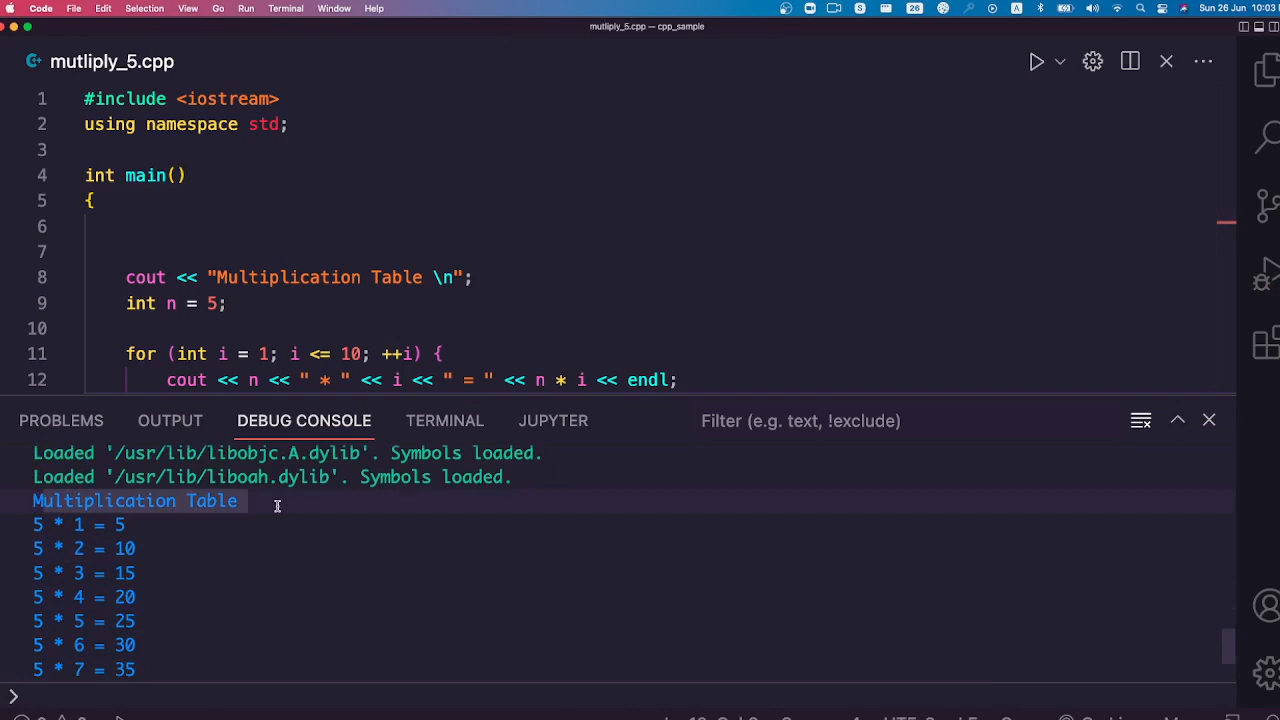 Code File Edit Selection View Go Run Terminal Window Help 26 A Sun 26 Jun 10:03
mutliply_5.cpp — cpp_sample
mutliply_5.cpp
1 #include <iostream>
2 using namespace std;
3
4 int main()
5 {
6
7
8 cout << "Multiplication Table \n";
9 int n = 5;
10
11 for (int i = 1; i <= 10; ++i) {
12 cout << n << " * " << i << " = " << n * i << endl;
PROBLEMS OUTPUT DEBUG CONSOLE TERMINAL JUPYTER Filter (e.g. text, !exclude)
Loaded '/usr/lib/libobjc.A.dylib'. Symbols loaded.
Loaded '/usr/lib/liboah.dylib'. Symbols loaded.
Multiplication Table
5 * 1 = 5
5 * 2 = 10
5 * 3 = 15
5 * 4 = 20
5 * 5 = 25
5 * 6 = 30
5 * 7 = 35